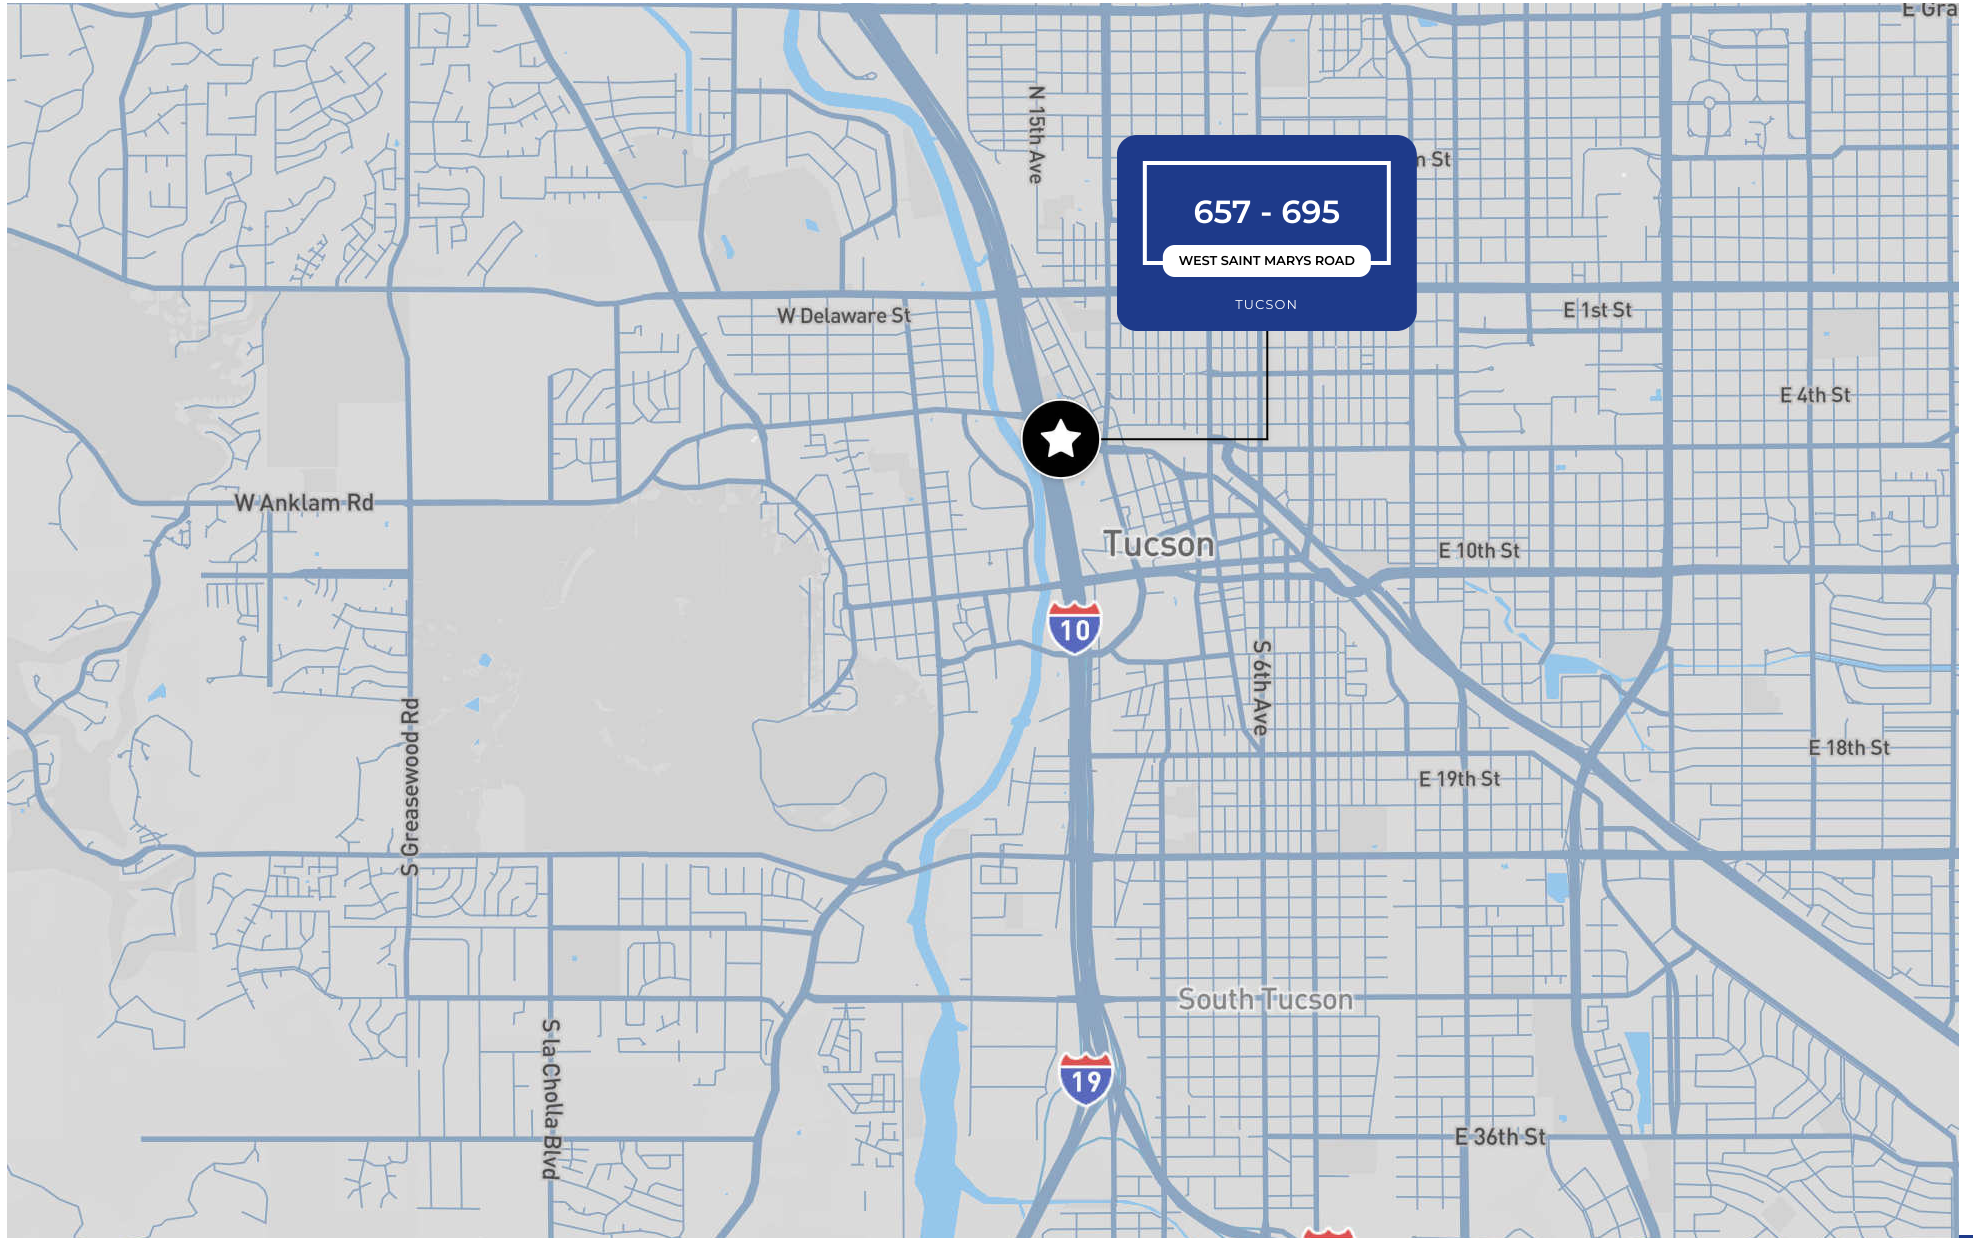 E Gra
N 15th Ave
n St
657 - 695
WEST SAINT MARYS ROAD
TUCSON
W Delaware St
E 1st St
E 4th St
W Anklam Rd
Tucson
E 10th St
10
S 6th Ave
S Greasewood Rd
E 18th St
E 19th St
South Tucson
S la Cholla Blvd
19
E 36th St